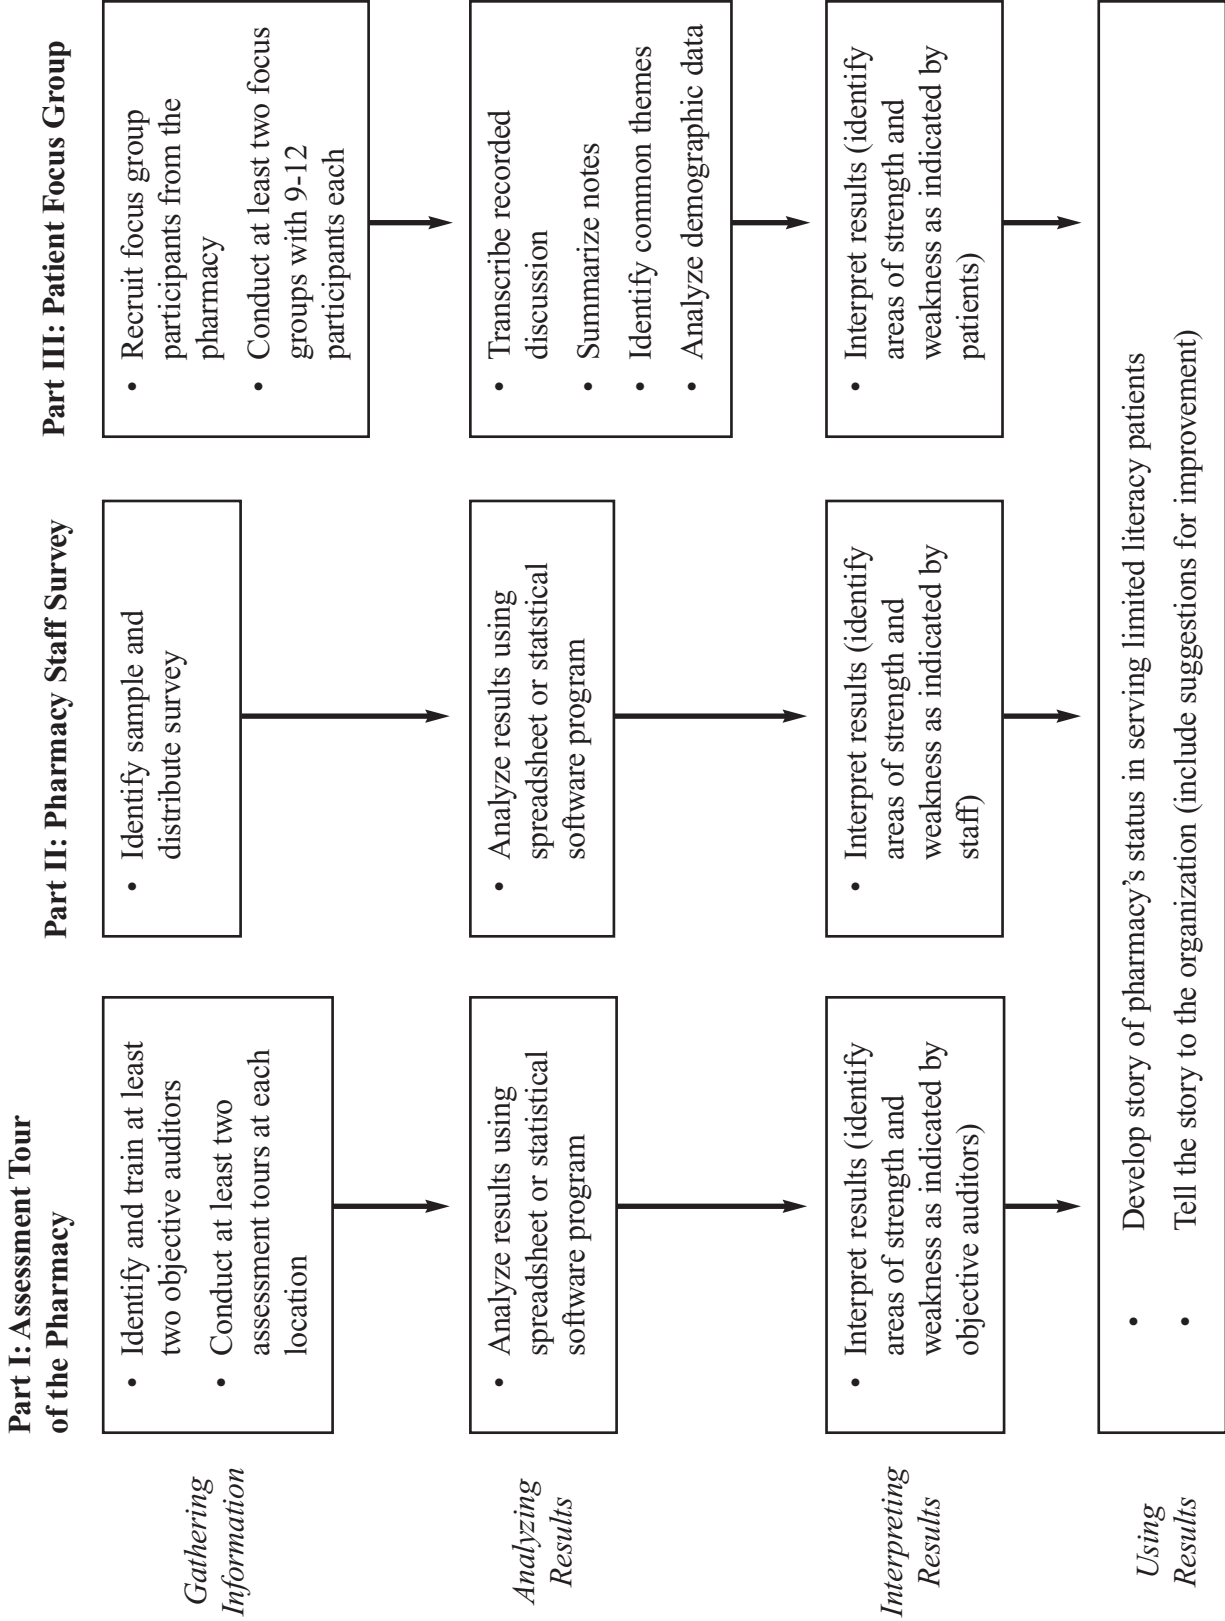 Part I: Assessment Tour
of the Pharmacy
Part II: Pharmacy Staff Survey
Part III: Patient Focus Group
Gathering
Information
• Identify and train at least
two objective auditors
• Conduct at least two
assessment tours at each
location
• Identify sample and
distribute survey
• Recruit focus group
participants from the
pharmacy
• Conduct at least two focus
groups with 9-12
participants each
Analyzing
Results
• Analyze results using
spreadsheet or statistical
software program
• Analyze results using
spreadsheet or statstical
software program
• Transcribe recorded
discussion
• Summarize notes
• Identify common themes
• Analyze demographic data
Interpreting
Results
• Interpret results (identify
areas of strength and
weakness as indicated by
objective auditors)
• Interpret results (identify
areas of strength and
weakness as indicated by
staff)
• Interpret results (identify
areas of strength and
weakness as indicated by
patients)
Using
Results
• Develop story of pharmacy’s status in serving limited literacy patients
• Tell the story to the organization (include suggestions for improvement)